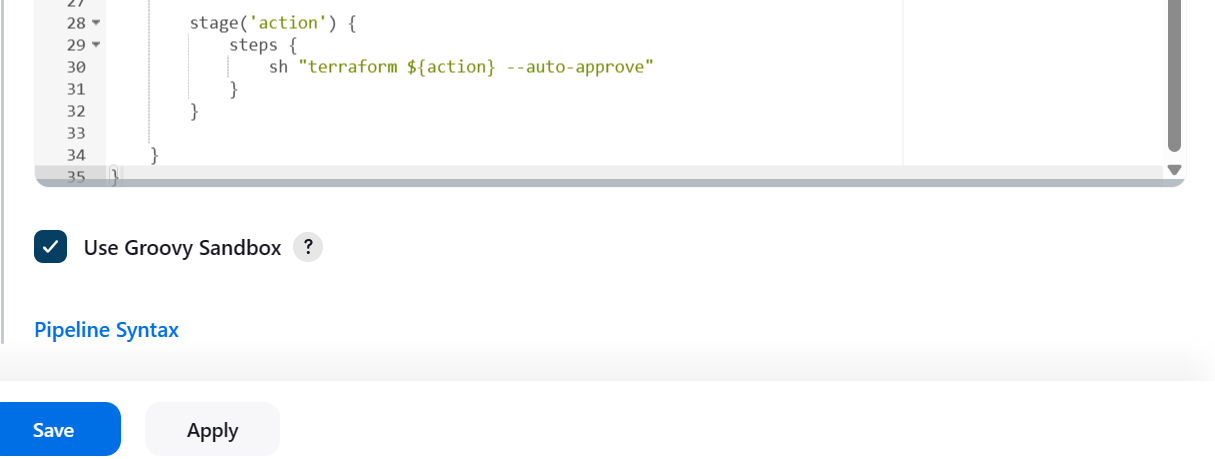 27
28 stage('action') {
29 steps {
30 sh "terraform ${action} --auto-approve"
31 }
32 }
33
34 }
35 }
Use Groovy Sandbox ?
Pipeline Syntax
Save Apply